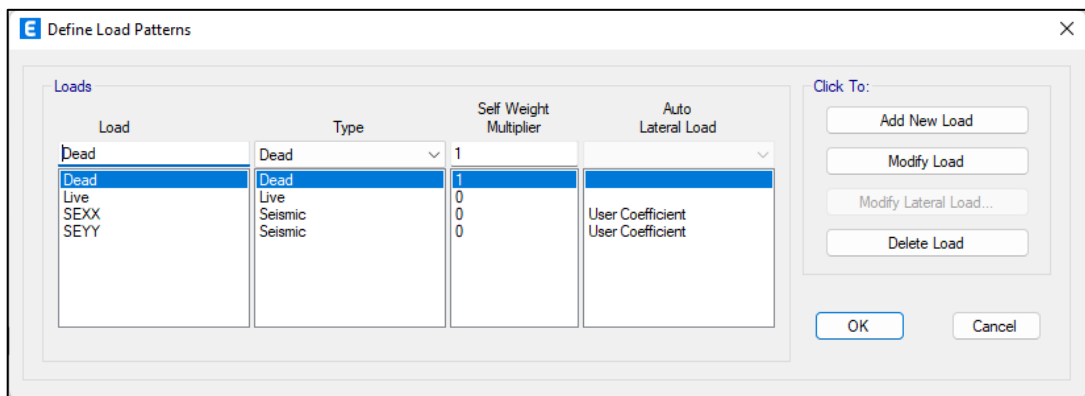 E Define Load Patterns
Loads
Click To:
Load Type Self Weight Multiplier Auto Lateral Load
Dead Dead 1
Dead Dead 1
Live Live 0
SEXX Seismic 0 User Coefficient
SEYY Seismic 0 User Coefficient
Add New Load
Modify Load
Modify Lateral Load...
Delete Load
OK Cancel